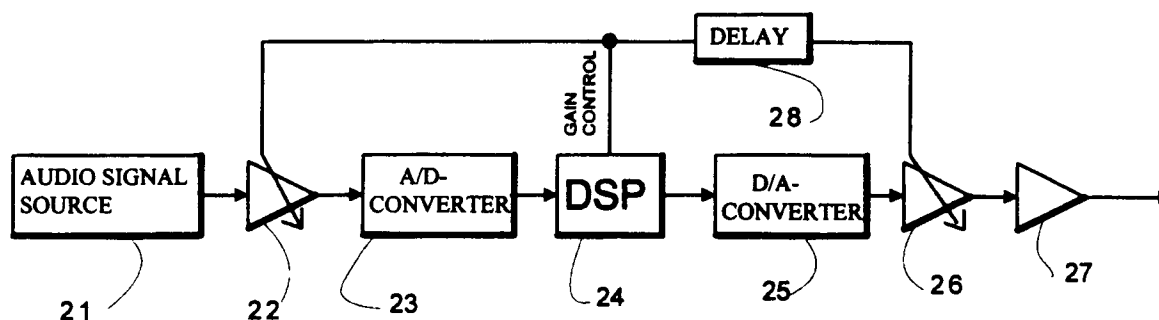 DELAY
28
GAIN
CONTROL
AUDIO SIGNAL
SOURCE
A/D-
CONVERTER
DSP
D/A-
CONVERTER
21
22
23
24
25
26
27